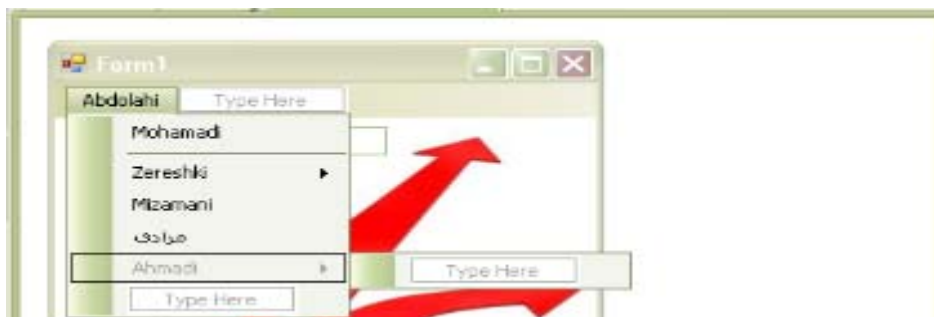 Form1
Abdolahi Type Here
Mohamadi
Zereshki
Mizamani
مرادی
Ahmadi Type Here
Type Here